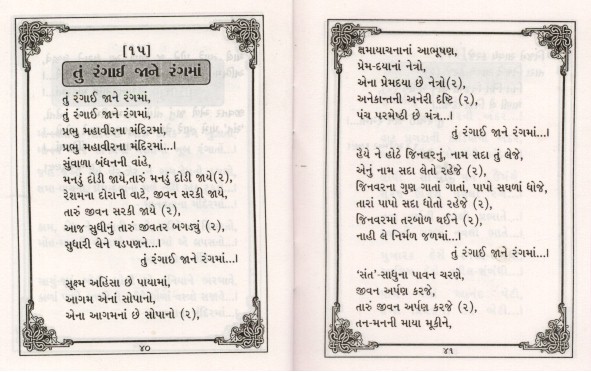 [૧૫]
તું રંગાઈ જાને રંગમાં
તું રંગાઈ જાને રંગમાં,
તું રંગાઈ જાને રંગમાં,
પ્રભુ મહાવીરના મંદિરમાં,
પ્રભુ મહાવીરના મંદિરમાં...।
સુંવાળા બંધનની વાંહે,
મનડું દોડી જાયે,તારું મનડું દોડી જાયે(૨),
રેશમના દોરાની વાટે, જીવન સરકી જાયે,
તારું જીવન સરકી જાયે (૨),
આજ સુધીનું તારું જીવતર બગડ્યું (૨),
સુધારી લેને ઘડપણને...।
તું રંગાઈ જાને રંગમાં...।
સૂક્ષ્મ અહિંસા છે પાયામાં,
આગમ એનાં સોપાનો,
એના આગમનાં છે સોપાનો (૨),
૪૦
ક્ષમાયાચનાનાં આભૂષણ,
પ્રેમ-દયાનાં નેત્રો,
એના પ્રેમદયા છે નેત્રો(૨),
અનેકાન્તની અનેરી દષ્ટિ (૨),
પંચ પરમેષ્ઠી છે મંત્ર...।
તું રંગાઈ જાને રંગમાં...।
હૈયે ને હોઠે જિનવરનું, નામ સદા તું લેજે,
એનું નામ સદા લેતો રહેજે (૨),
જિનવરના ગુણ ગાતાં ગાતાં, પાપો સઘળાં ધોજે,
તારાં પાપો સદા ધોતો રહેજે (૨),
જિનવરમાં તરબોળ થઈને (૨),
નાહી લે નિર્મળ જળમાં...।
તું રંગાઈ જાને રંગમાં...।
‘સંત’-સાધુના પાવન ચરણે,
જીવન અર્પણ કરજે,
તારું જીવન અર્પણ કરજે (૨),
તન-મનની માયા મૂકીને,
૪૧